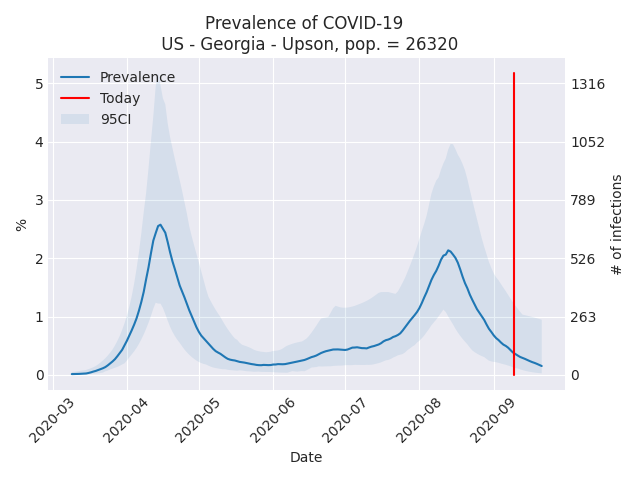 Prevalence of COVID-19
US - Georgia - Upson, pop. = 26320
Prevalence
Today
95CI
5
4
3
2
1
0
%
1316
1052
789
526
263
0
# of infections
2020-03
2020-04
2020-05
2020-06
2020-07
2020-08
2020-09
Date